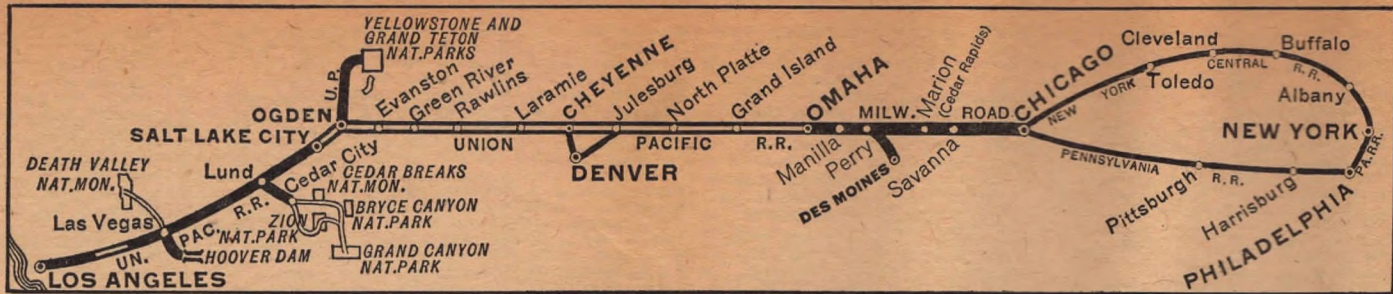 YELLOWSTONE AND
GRAND TETON
NAT. PARKS
U.P.
OGDEN
SALT LAKE CITY
Evanston
Green River
Rawlins
Laramie
CHEYENNE
Julesburg
North Platte
Grand Island
OMAHA
MILW. ROAD
Marion
(Cedar Rapids)
CHICAGO
NEW YORK CENTRAL R.R.
Cleveland
Toledo
Buffalo
Albany
NEW YORK
PA. R.R.
UNION PACIFIC R.R.
DENVER
Manilla
Perry
DES MOINES
Savanna
PENNSYLVANIA R.R.
Pittsburgh
Harrisburg
PHILADELPHIA
Lund
Cedar City
CEDAR BREAKS
NAT. MON.
DEATH VALLEY
NAT. MON.
Las Vegas
UN. PAC. R.R.
ZION
NAT. PARK
BRYCE CANYON
NAT. PARK
HOOVER DAM
GRAND CANYON
NAT. PARK
LOS ANGELES